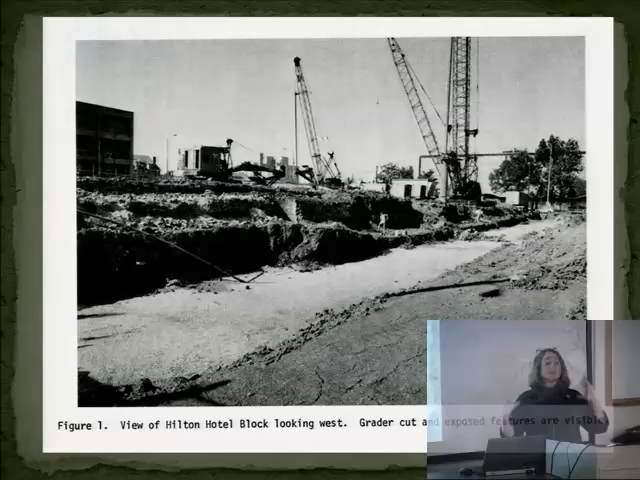 Figure 1. View of Hilton Hotel Block looking west. Grader cut and exposed features are visible.